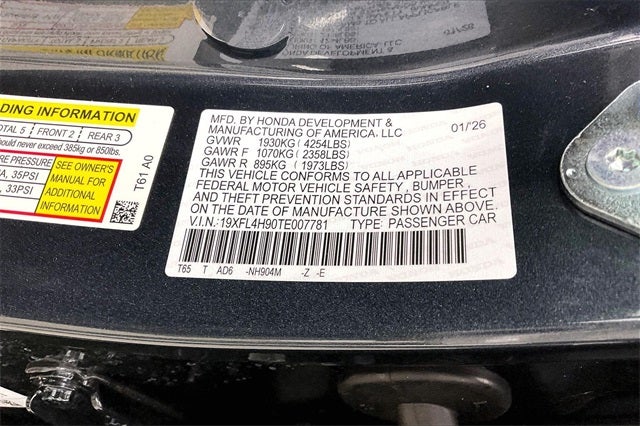 DING INFORMATION
OTAL 5 | FRONT 2 | REAR 3
should never exceed 385kg or 850lbs.
RE PRESSURE
A, 35PSI
, 33PSI
SEE OWNER'S
MANUAL FOR
ADDITIONAL
INFORMATION
T61 A0
MFD. BY HONDA DEVELOPMENT &
MANUFACTURING OF AMERICA, LLC 01/26
GVWR 1930KG ( 4254LBS)
GAWR F 1070KG ( 2358LBS)
GAWR R 895KG ( 1973LBS)
THIS VEHICLE CONFORMS TO ALL APPLICABLE
FEDERAL MOTOR VEHICLE SAFETY , BUMPER ,
AND THEFT PREVENTION STANDARDS IN EFFECT
ON THE DATE OF MANUFACTURE SHOWN ABOVE.
V.I.N.: 19XFL4H90TE007781 TYPE: PASSENGER CAR
T65 T AD6 -NH904M -Z -E